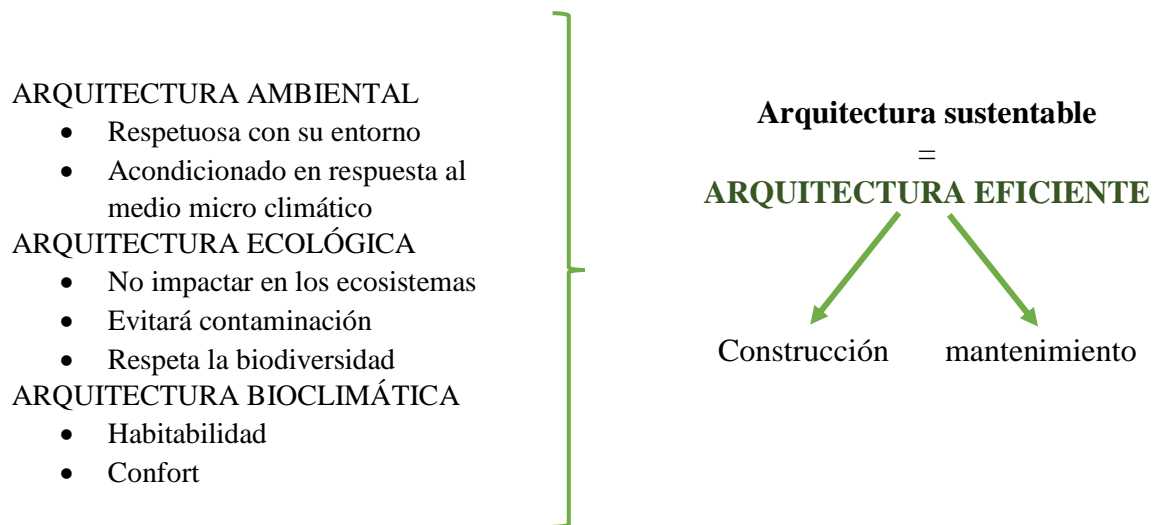 ARQUITECTURA AMBIENTAL
• Respetuosa con su entorno
• Acondicionado en respuesta al
medio micro climático
ARQUITECTURA ECOLÓGICA
• No impactar en los ecosistemas
• Evitará contaminación
• Respeta la biodiversidad
ARQUITECTURA BIOCLIMÁTICA
• Habitabilidad
• Confort
Arquitectura sustentable
=
ARQUITECTURA EFICIENTE
Construcción mantenimiento